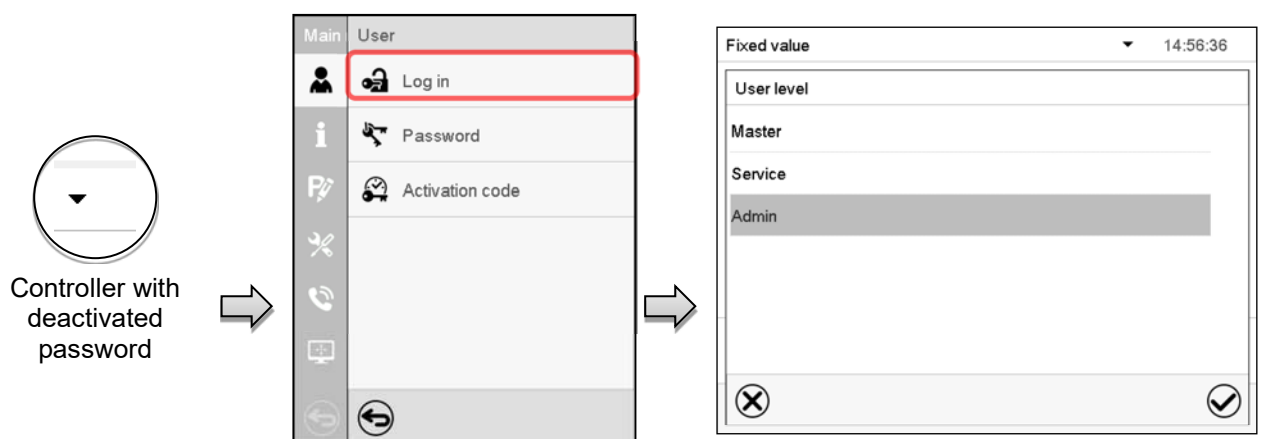 Controller with
deactivated
password
Main
User
Log in
Password
Activation code
Fixed value
14:56:36
User level
Master
Service
Admin